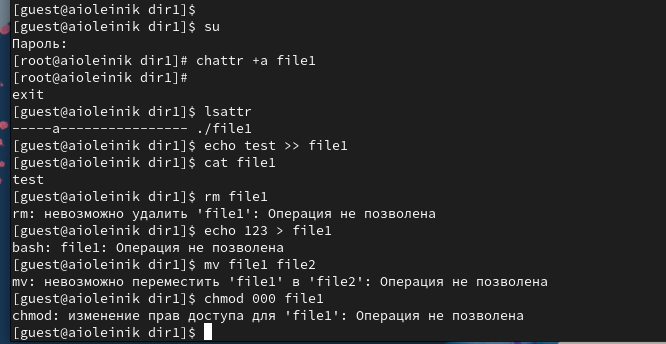 [guest@aioleinik dir1]$
[guest@aioleinik dir1]$ su
Пароль:
[root@aioleinik dir1]# chattr +a file1
[root@aioleinik dir1]#
exit
[guest@aioleinik dir1]$ lsattr
-----a---------------- ./file1
[guest@aioleinik dir1]$ echo test >> file1
[guest@aioleinik dir1]$ cat file1
test
[guest@aioleinik dir1]$ rm file1
rm: невозможно удалить 'file1': Операция не позволена
[guest@aioleinik dir1]$ echo 123 > file1
bash: file1: Операция не позволена
[guest@aioleinik dir1]$ mv file1 file2
mv: невозможно переместить 'file1' в 'file2': Операция не позволена
[guest@aioleinik dir1]$ chmod 000 file1
chmod: изменение прав доступа для 'file1': Операция не позволена
[guest@aioleinik dir1]$